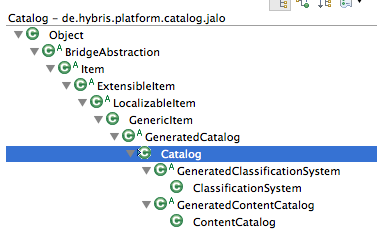 Catalog - de.hybris.platform.catalog.jalo
Object
A BridgeAbstraction
A Item
A ExtensibleItem
A LocalizableItem
GenericItem
A GeneratedCatalog
Catalog
A GeneratedClassificationSystem
ClassificationSystem
A GeneratedContentCatalog
ContentCatalog